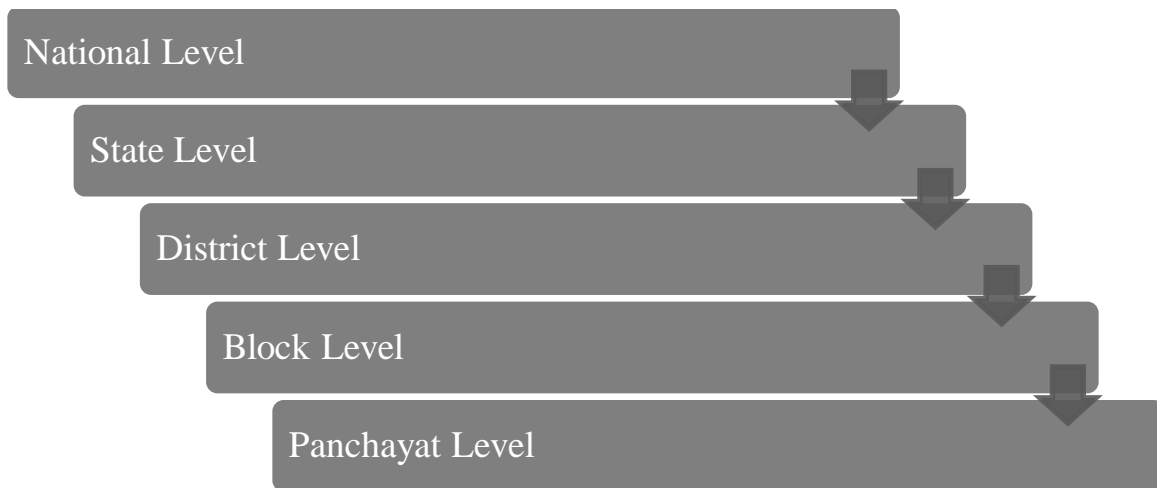 National Level
State Level
District Level
Block Level
Panchayat Level